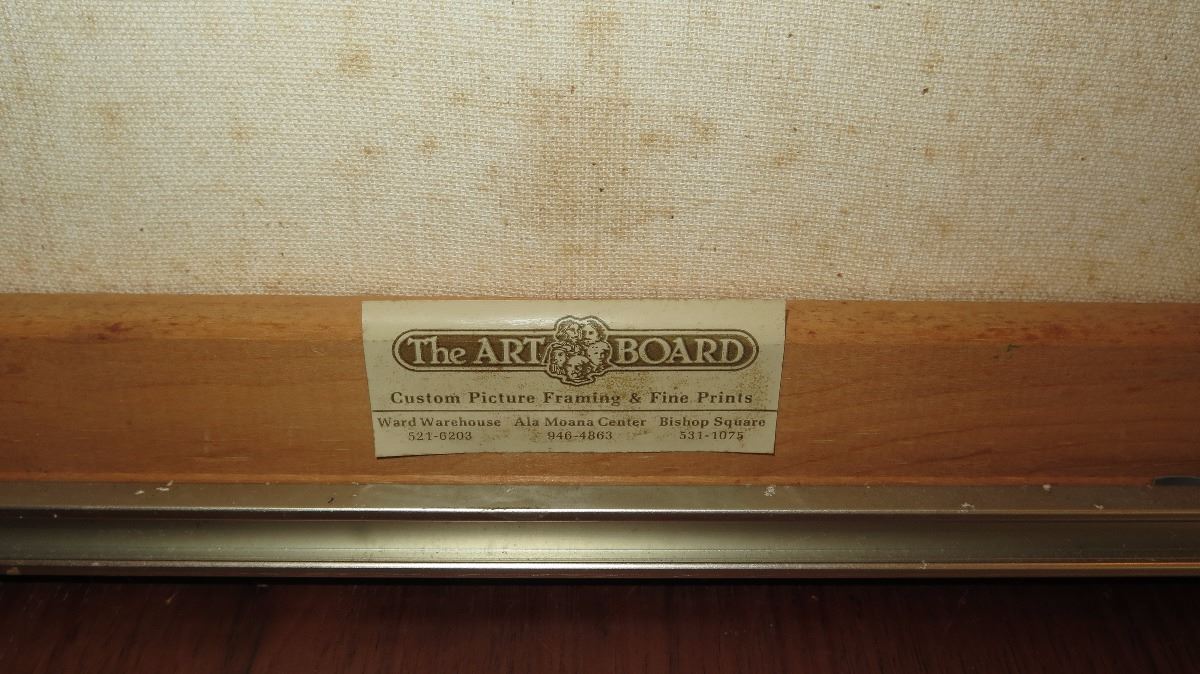 The ART BOARD
Custom Picture Framing & Fine Prints
Ward Warehouse Ala Moana Center Bishop Square
521-6203 946-4863 531-1075